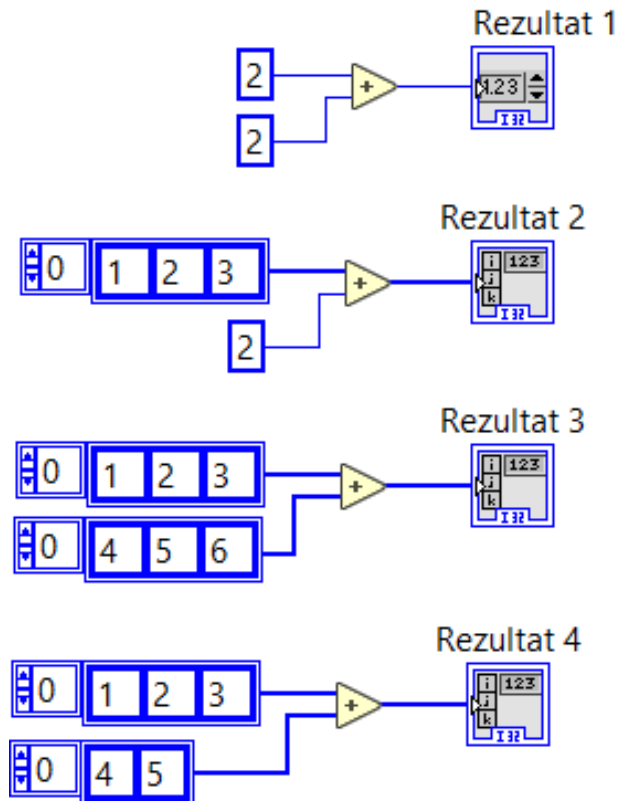 Rezultat 1
2
+
1.23
2
I32
Rezultat 2
0 1 2 3
+
i 123
j
k
2
I32
Rezultat 3
0 1 2 3
+
i 123
j
k
0 4 5 6
I32
Rezultat 4
0 1 2 3
+
i 123
j
k
0 4 5
I32